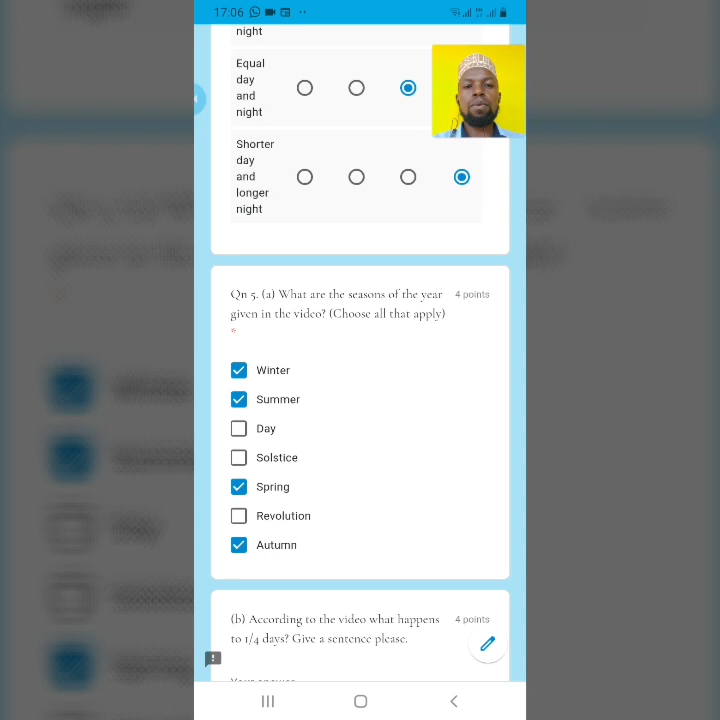 17:06
night
Equal
day
and
night
Shorter
day
and
longer
night
Qn 5. (a) What are the seasons of the year
4 points
given in the video? (Choose all that apply)
*
Winter
Summer
Day
Solstice
Spring
Revolution
Autumn
(b) According to the video what happens
4 points
to 1/4 days? Give a sentence please.